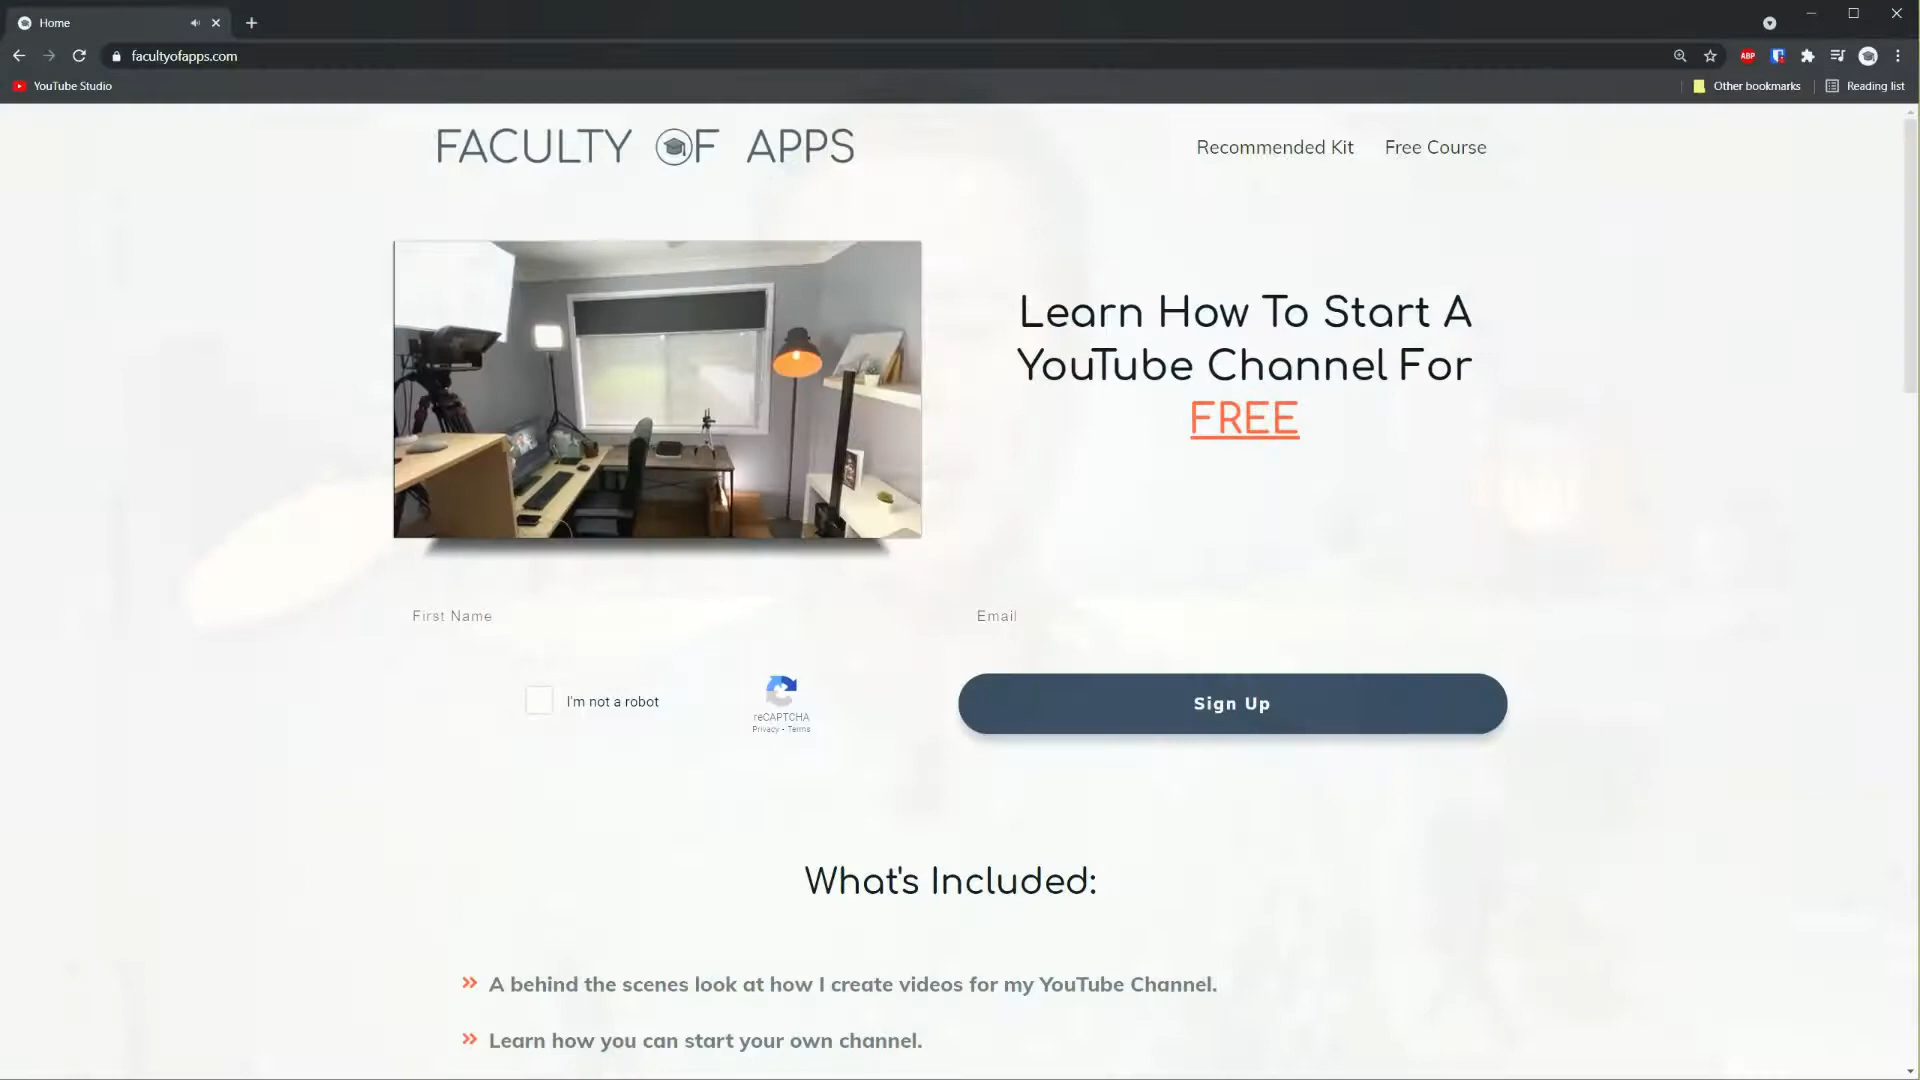 Home
facultyofapps.com
ABP
YouTube Studio
Other bookmarks
Reading list
FACULTY OF APPS
Recommended Kit
Free Course
Learn How To Start A
YouTube Channel For
FREE
First Name
Email
I'm not a robot
reCAPTCHA
Privacy - Terms
Sign Up
What's Included:
A behind the scenes look at how I create videos for my YouTube Channel.
Learn how you can start your own channel.